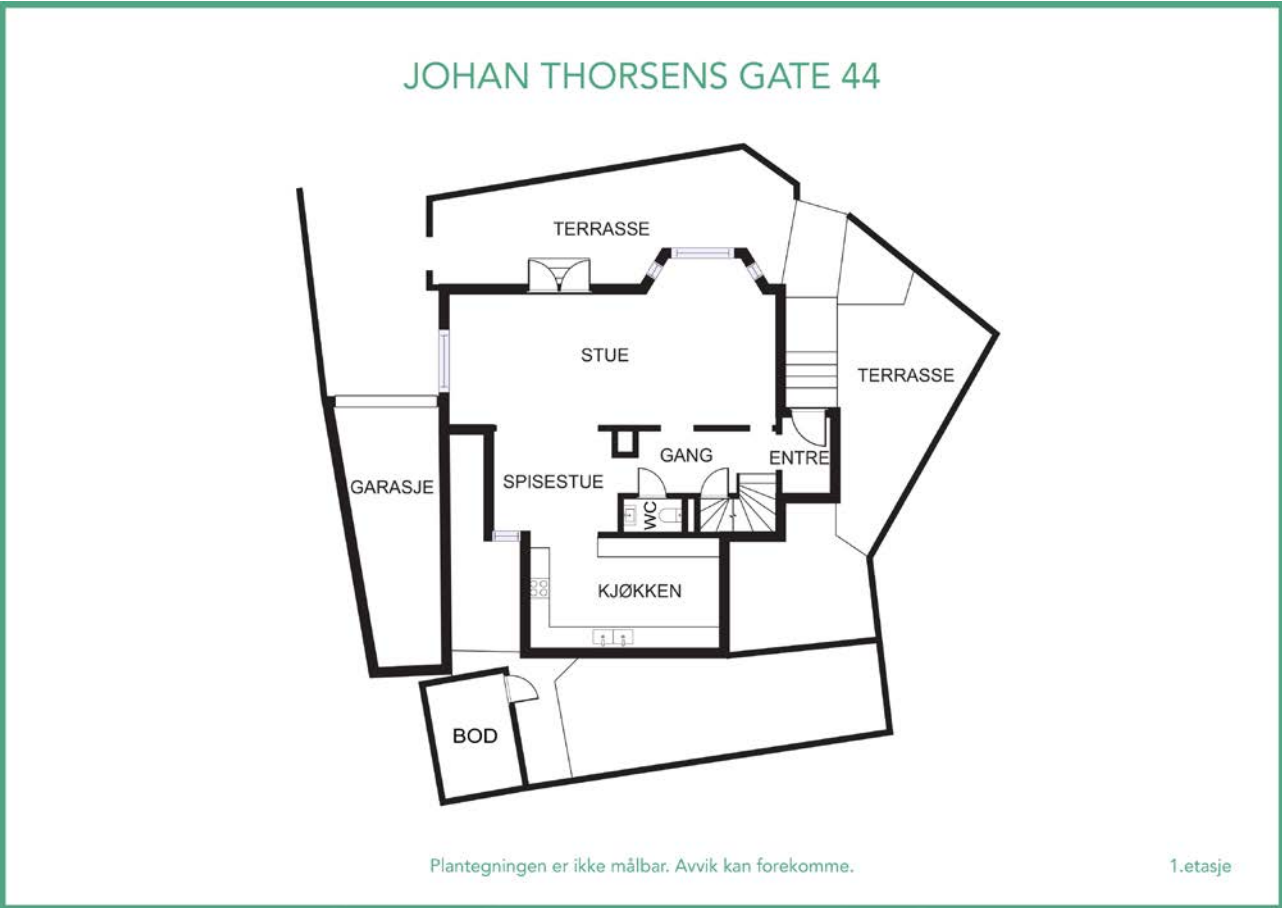 JOHAN THORSENS GATE 44
TERRASSE
STUE
TERRASSE
GANG
ENTRE
SPISESTUE
GARASJE
WC
KJØKKEN
BOD
Plantegningen er ikke målbar. Avvik kan forekomme.
1.etasje